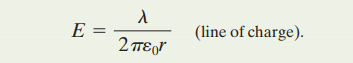 E = λ / 2πε₀r (line of charge).